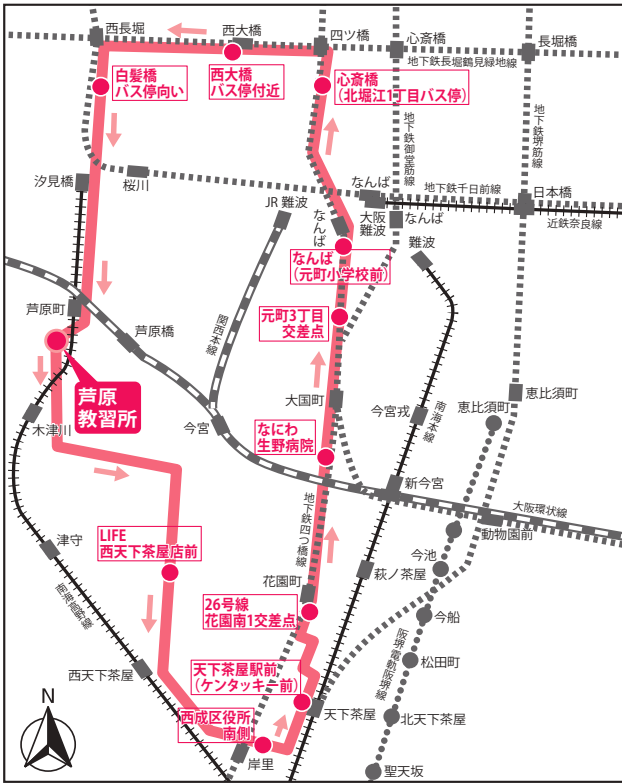 西長堀
西大橋
四ツ橋
心斎橋
長堀橋
地下鉄長堀鶴見緑地線
白髪橋
バス停向い
西大橋
バス停付近
心斎橋
(北堀江1丁目バス停)
地下鉄御堂筋線
地下鉄堺筋線
汐見橋
桜川
なんば
地下鉄千日前線
日本橋
JR 難波
なんば
大阪
難波
なんば
近鉄奈良線
難波
なんば
(元町小学校前)
芦原町
芦原橋
関西本線
元町3丁目
交差点
芦原
教習所
大国町
今宮戎
南海本線
恵比須町
恵比須町
木津川
今宮
なにわ
生野病院
新今宮
大阪環状線
動物園前
地下鉄四つ橋線
津守
LIFE
西天下茶屋店前
今池
萩ノ茶屋
花園町
南海高野線
26号線
花園南1交差点
今船
阪堺電軌阪堺線
松田町
西天下茶屋
天下茶屋駅前
(ケンタッキー前)
天下茶屋
北天下茶屋
西成区役所
南側
N
岸里
聖天坂